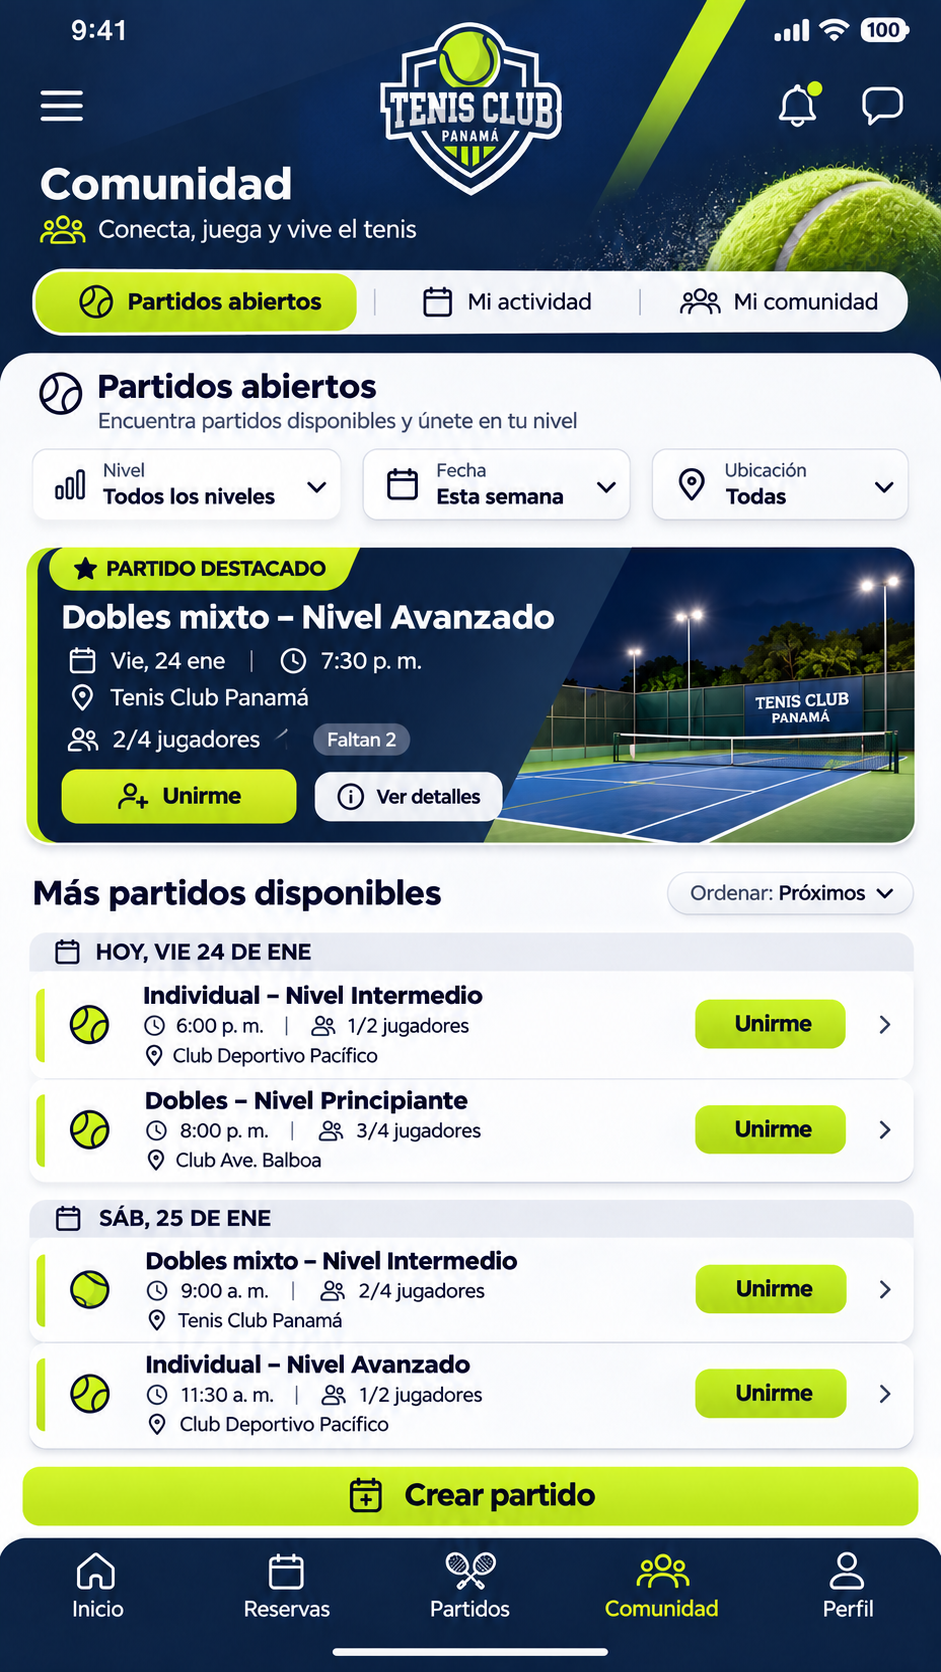 9:41
100
TENIS CLUB
PANAMÁ
Comunidad
Conecta, juega y vive el tenis
Partidos abiertos
Mi actividad
Mi comunidad
Partidos abiertos
Encuentra partidos disponibles y únete en tu nivel
Nivel
Todos los niveles
Fecha
Esta semana
Ubicación
Todas
PARTIDO DESTACADO
Dobles mixto – Nivel Avanzado
Vie, 24 ene | 7:30 p. m.
Tenis Club Panamá
2/4 jugadores
Faltan 2
Unirme
Ver detalles
TENIS CLUB
PANAMÁ
Más partidos disponibles
Ordenar: Próximos
HOY, VIE 24 DE ENE
Individual – Nivel Intermedio
6:00 p. m. | 1/2 jugadores
Club Deportivo Pacífico
Unirme
Dobles – Nivel Principiante
8:00 p. m. | 3/4 jugadores
Club Ave. Balboa
Unirme
SÁB, 25 DE ENE
Dobles mixto – Nivel Intermedio
9:00 a. m. | 2/4 jugadores
Tenis Club Panamá
Unirme
Individual – Nivel Avanzado
11:30 a. m. | 1/2 jugadores
Club Deportivo Pacífico
Unirme
Crear partido
Inicio
Reservas
Partidos
Comunidad
Perfil